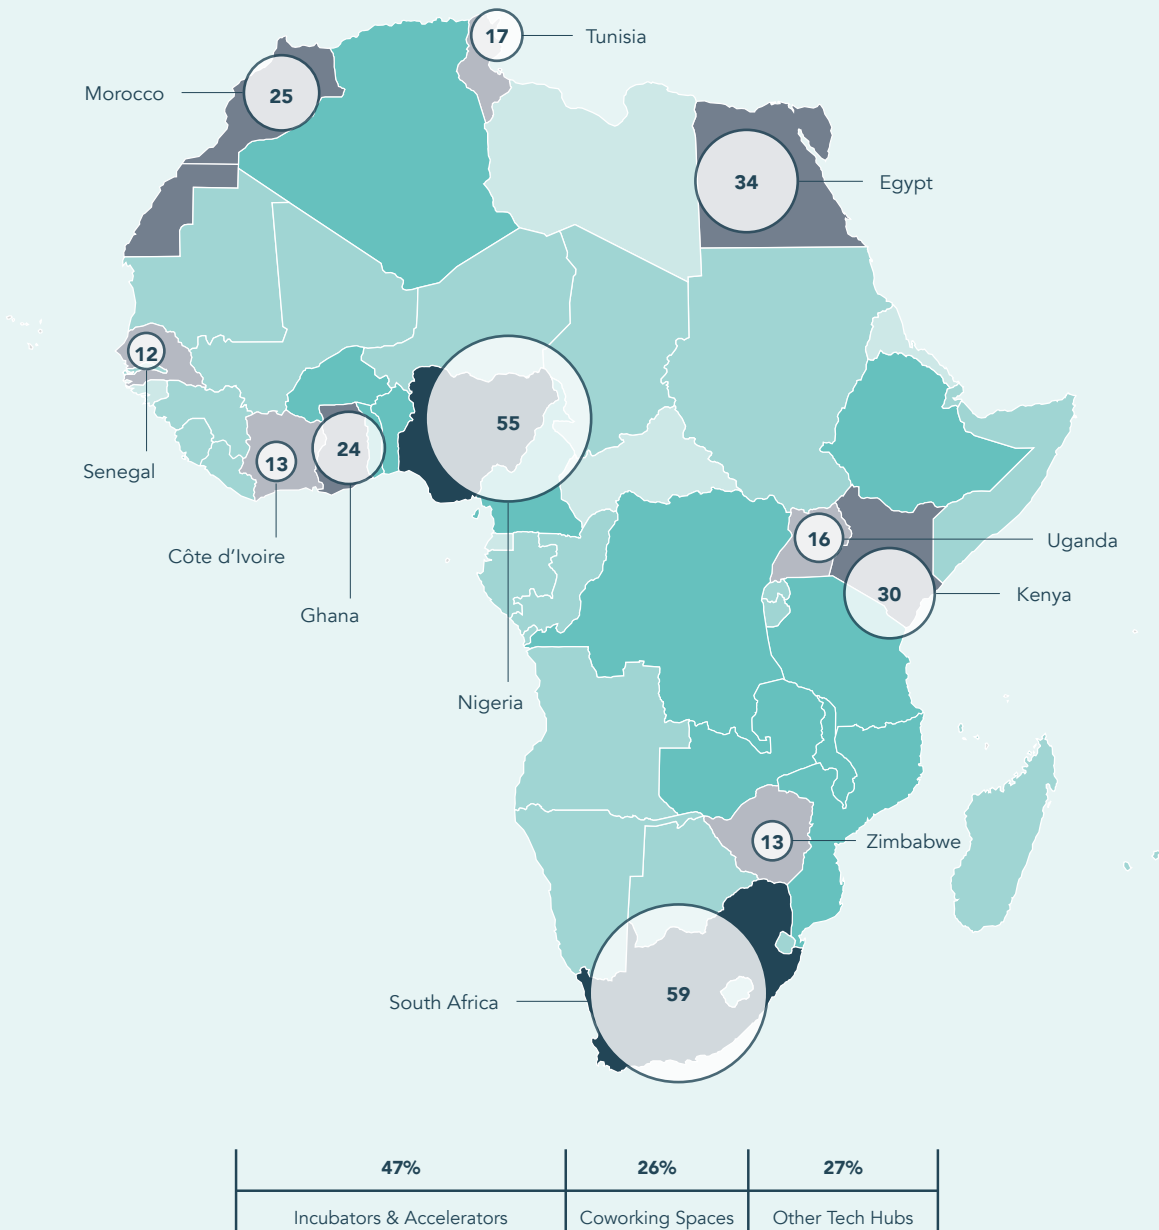 17
Tunisia
Morocco
25
34
Egypt
12
Senegal
55
24
13
Côte d’Ivoire
Ghana
16
Uganda
30
Kenya
Nigeria
13
Zimbabwe
South Africa
59
47%
26%
27%
Incubators & Accelerators
Coworking Spaces
Other Tech Hubs